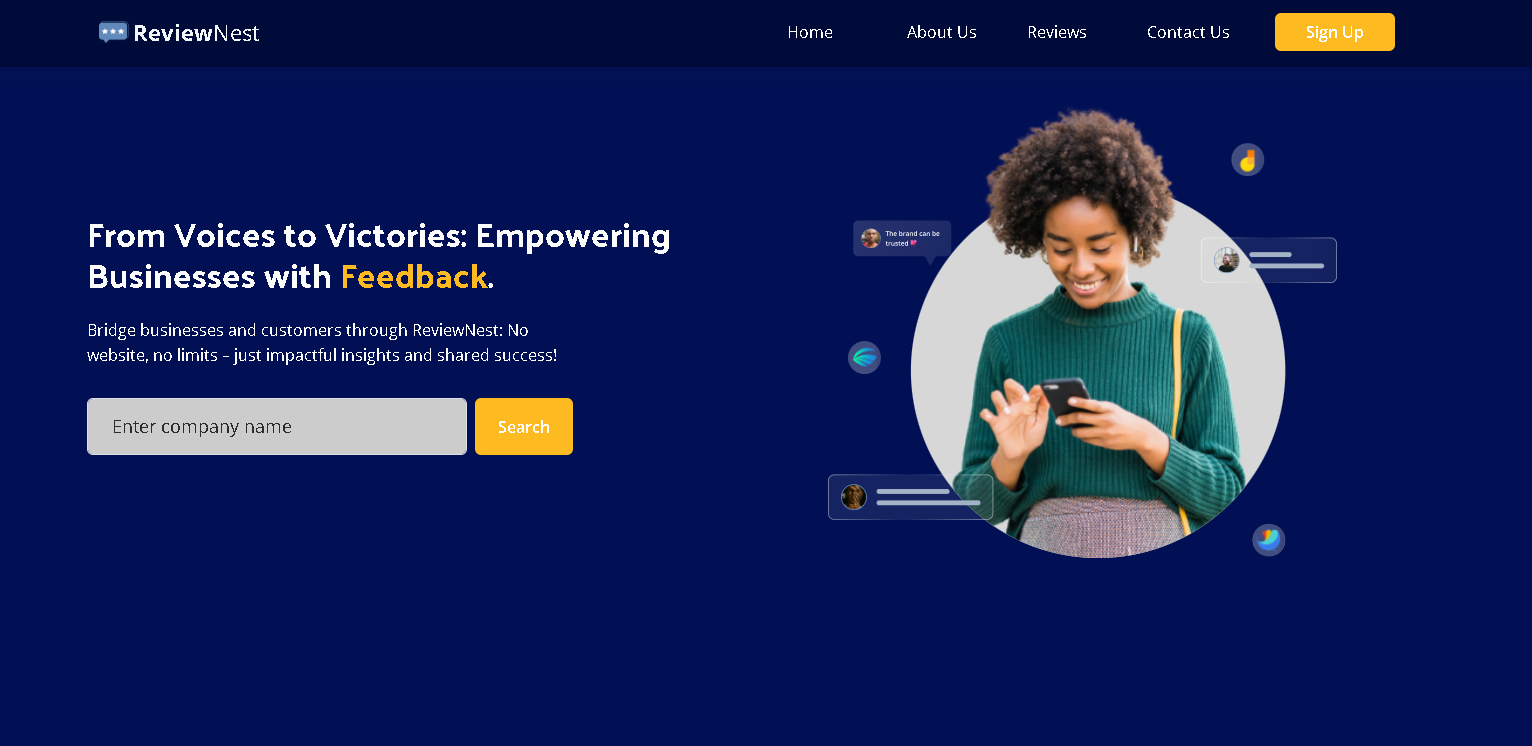 ReviewNest
Home
About Us
Reviews
Contact Us
Sign Up
From Voices to Victories: Empowering
Businesses with Feedback.
Bridge businesses and customers through ReviewNest: No
website, no limits – just impactful insights and shared success!
Enter company name
Search
The brand can be
trusted 💖